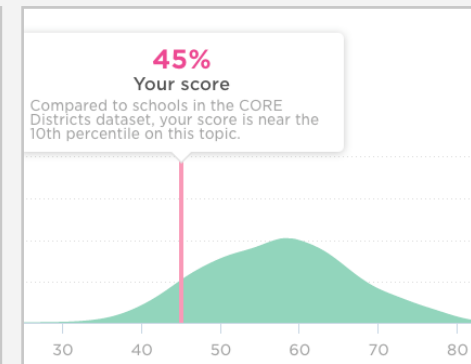 45%
Your score
Compared to schools in the CORE
Districts dataset, your score is near the
10th percentile on this topic.
30 40 50 60 70 80